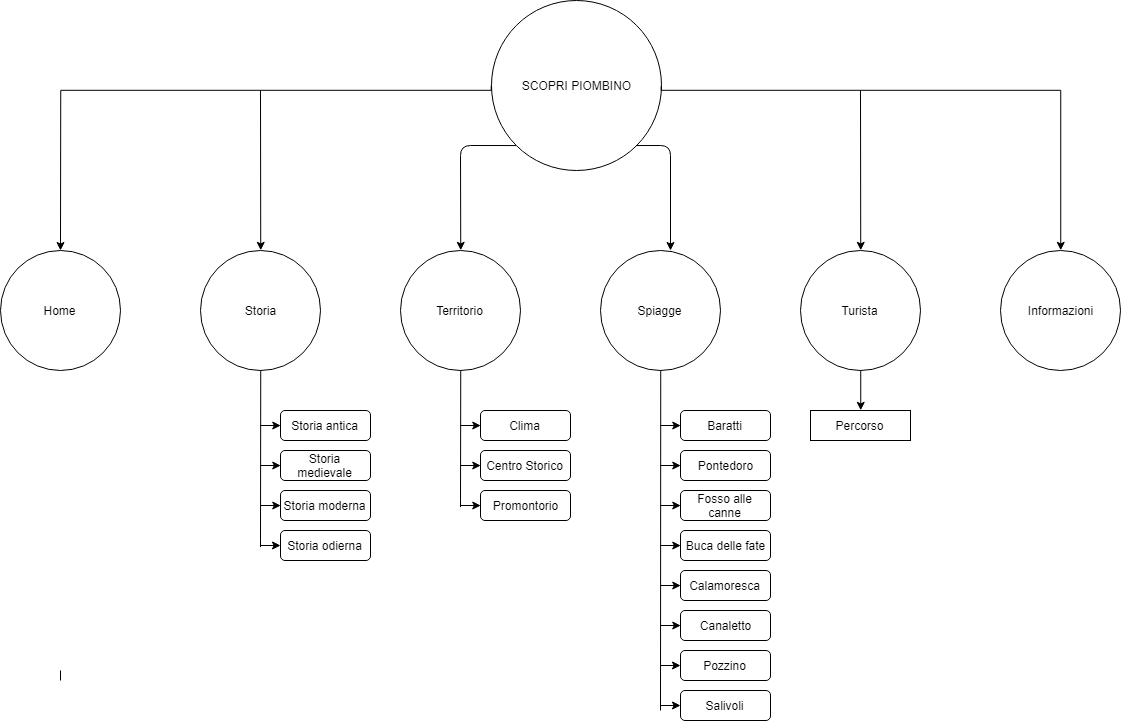 SCOPRI PIOMBINO
Home
Storia
Territorio
Spiagge
Turista
Informazioni
Storia antica
Storia
medievale
Storia moderna
Storia odierna
Clima
Centro Storico
Promontorio
Baratti
Pontedoro
Fosso alle
canne
Buca delle fate
Calamoresca
Canaletto
Pozzino
Salivoli
Percorso